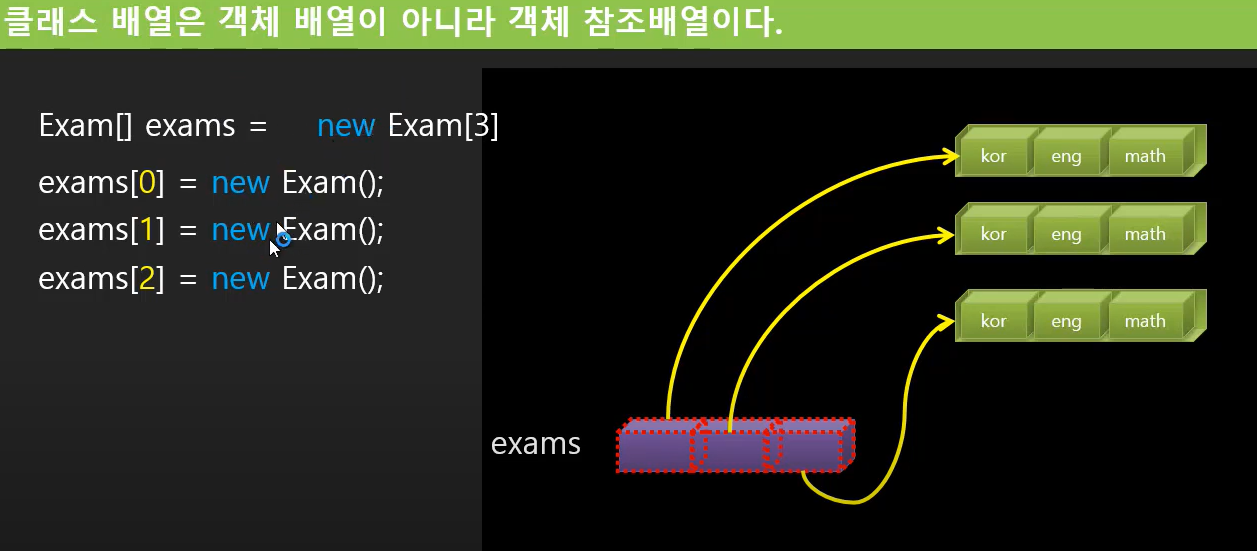 클래스 배열은 객체 배열이 아니라 객체 참조배열이다.
Exam[] exams = new Exam[3]
exams[0] = new Exam();
exams[1] = new Exam();
exams[2] = new Exam();
kor eng math
kor eng math
kor eng math
exams